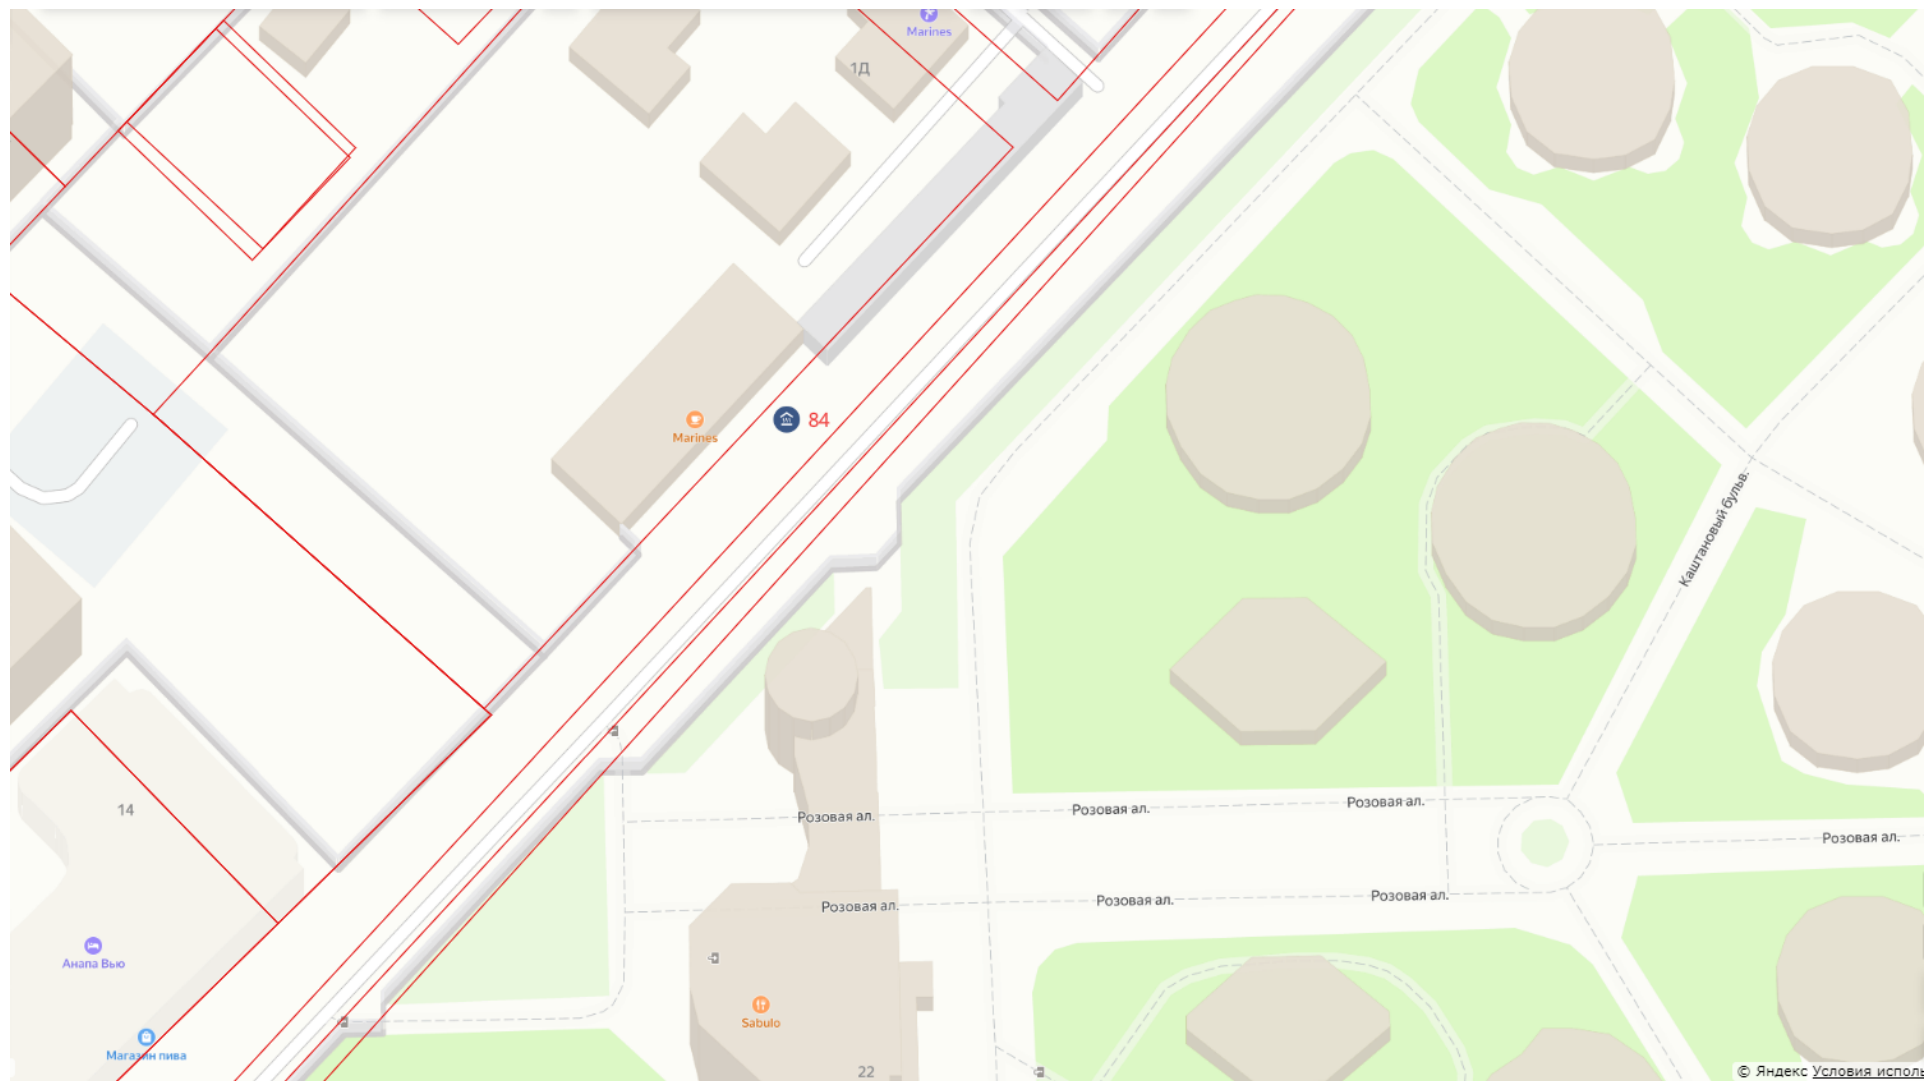 Marines
1Д
Marines
84
Каштановый бульв.
14
Розовая ал.
Розовая ал.
Розовая ал.
Розовая ал.
Розовая ал.
Розовая ал.
Розовая ал.
Анапа Вью
Sabulo
Магазин пива
22
© Яндекс Условия исполь